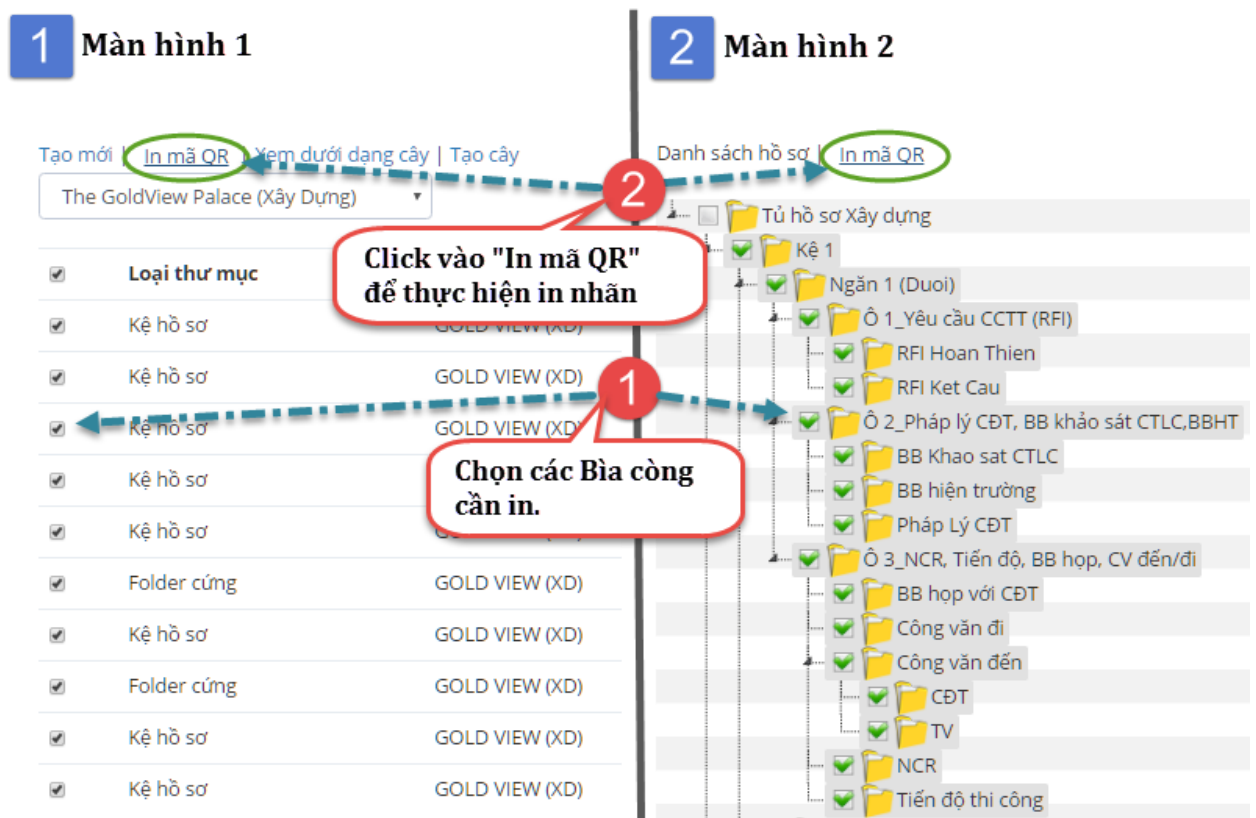 1 Màn hình 1
Tạo mới | In mã QR | Xem dưới dạng cây | Tạo cây
The GoldView Palace (Xây Dựng)
Loại thư mục
Kệ hồ sơ GOLD VIEW (XD)
Kệ hồ sơ GOLD VIEW (XD)
Kệ hồ sơ GOLD VIEW (XD)
Kệ hồ sơ
Kệ hồ sơ
Folder cứng GOLD VIEW (XD)
Kệ hồ sơ GOLD VIEW (XD)
Folder cứng GOLD VIEW (XD)
Kệ hồ sơ GOLD VIEW (XD)
Kệ hồ sơ GOLD VIEW (XD)
2
Click vào "In mã QR"
để thực hiện in nhãn
1
Chọn các Bìa còng
cần in.
2 Màn hình 2
Danh sách hồ sơ | In mã QR
Tủ hồ sơ Xây dựng
Kệ 1
Ngăn 1 (Duoi)
Ô 1_Yêu cầu CCTT (RFI)
RFI Hoan Thien
RFI Ket Cau
Ô 2_Pháp lý CĐT, BB khảo sát CTLC,BBHT
BB Khao sat CTLC
BB hiện trường
Pháp Lý CĐT
Ô 3_NCR, Tiến độ, BB họp, CV đến/đi
BB họp với CĐT
Công văn đi
Công văn đến
CĐT
TV
NCR
Tiến độ thi công